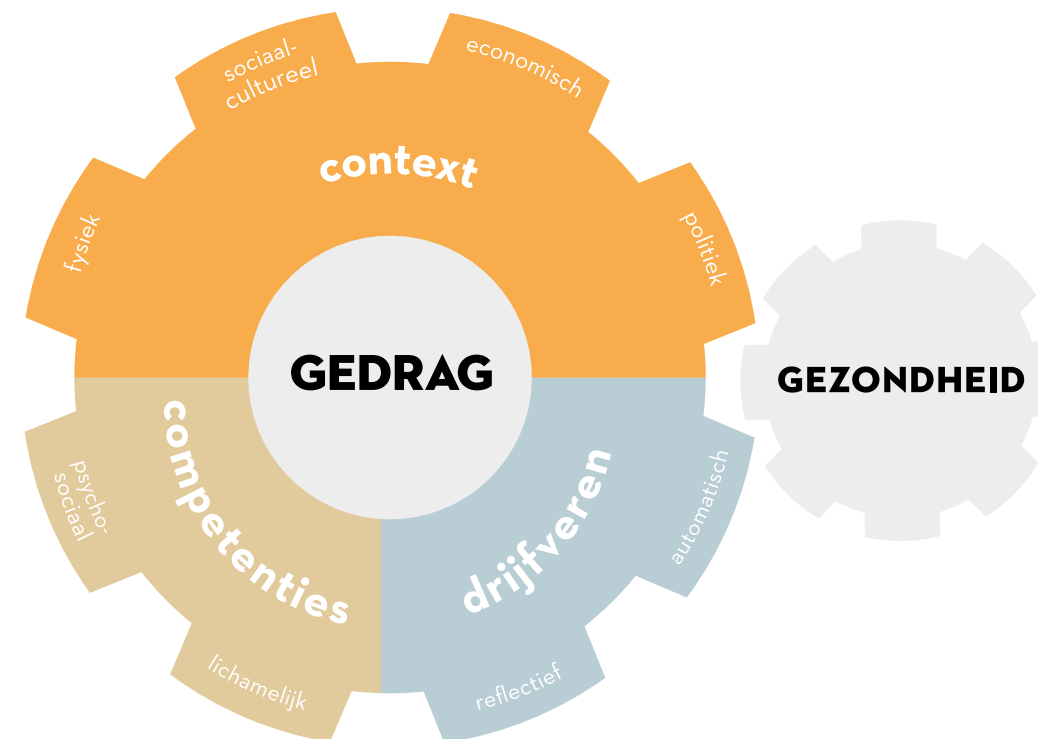 sociaal-
cultureel
economisch
context
fysiek
politiek
GEDRAG
GEZONDHEID
competenties
drijfveren
psycho-
sociaal
automatisch
lichamelijk
reflectief